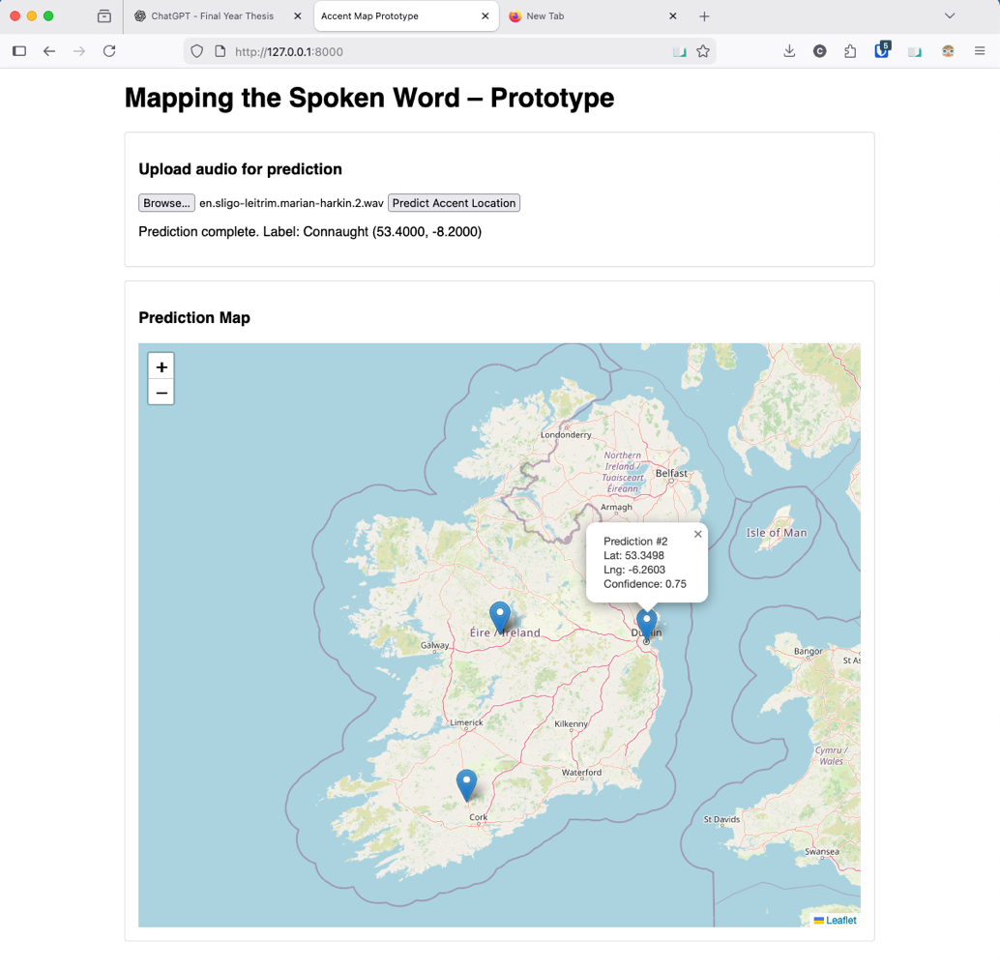 ChatGPT - Final Year Thesis
Accent Map Prototype
New Tab
http://127.0.0.1:8000
5
C
Mapping the Spoken Word – Prototype
Upload audio for prediction
Browse... en.sligo-leitrim.marian-harkin.2.wav Predict Accent Location
Prediction complete. Label: Connaught (53.4000, -8.2000)
Prediction Map
+
−
Londonderry
Northern
Ireland /
Tuaisceart
Éireann
Belfast
Armagh
Isle of Man
Prediction #2
Lat: 53.3498
Lng: -6.2603
Confidence: 0.75
Éire / Ireland
Galway
Bangor
St As
Limerick
Kilkenny
Waterford
Cymru /
Wales
Cork
St Davids
Swansea
Leaflet